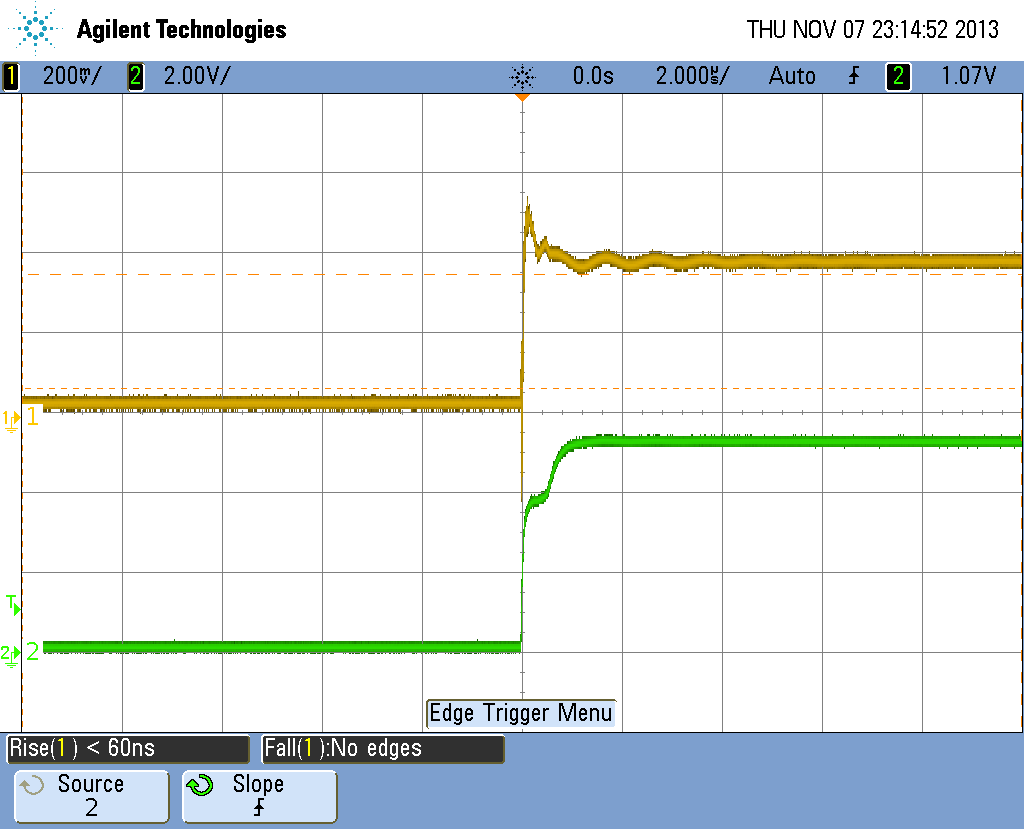 Agilent Technologies THU NOV 07 23:14:52 2013
1 200mV/ 2 2.00V/ 0.0s 2.000µs/ Auto 2 1.07V
1 1
T
2 2
Edge Trigger Menu
Rise(1) < 60ns Fall(1):No edges
Source Slope
2